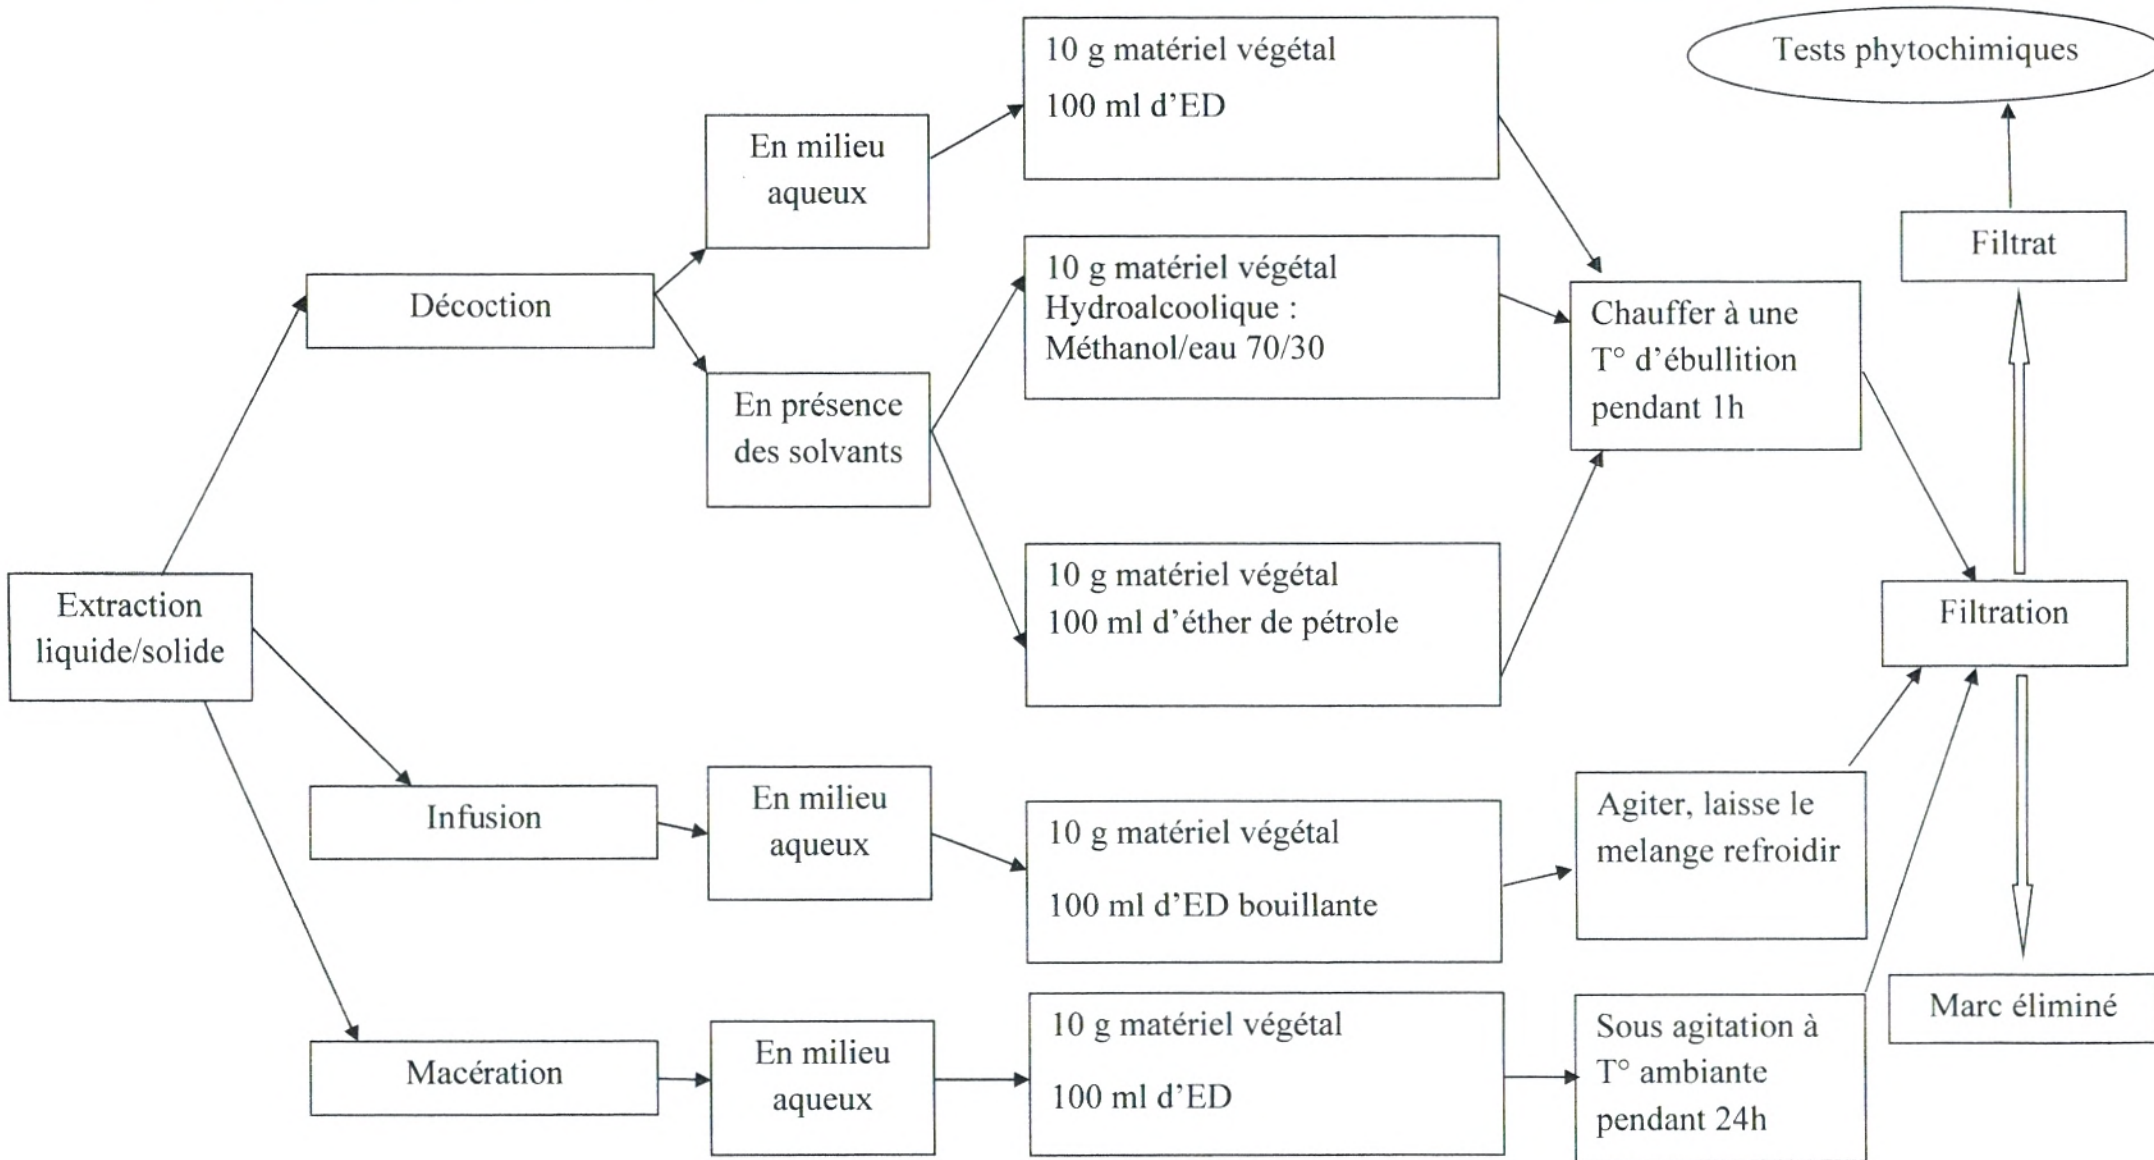 10 g matériel végétal
100 ml d’ED
Tests phytochimiques
En milieu
aqueux
Filtrat
10 g matériel végétal
Hydroalcoolique :
Méthanol/eau 70/30
Décoction
Chauffer à une
T° d’ébullition
pendant 1h
En présence
des solvants
10 g matériel végétal
100 ml d’éther de pétrole
Extraction
liquide/solide
Filtration
Infusion
En milieu
aqueux
10 g matériel végétal
100 ml d’ED bouillante
Agiter, laisse le
melange refroidir
Marc éliminé
Macération
En milieu
aqueux
10 g matériel végétal
100 ml d’ED
Sous agitation à
T° ambiante
pendant 24h